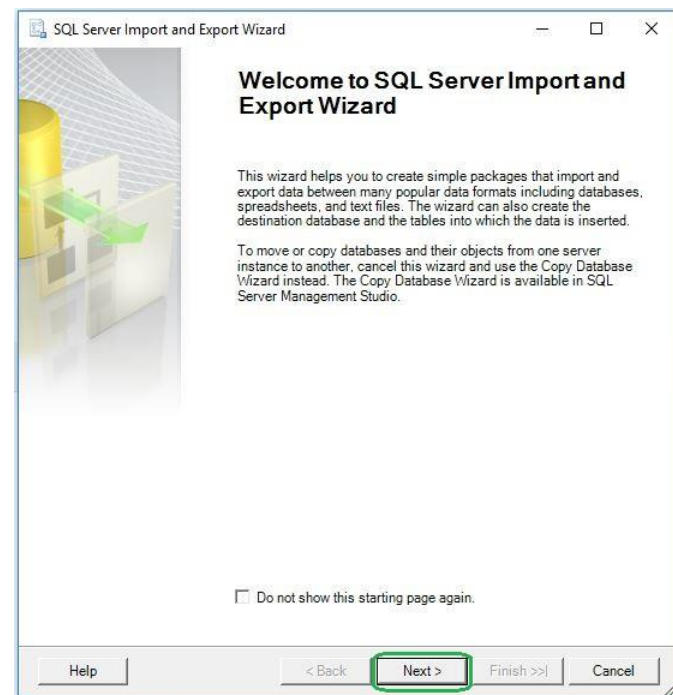 SQL Server Import and Export Wizard
Welcome to SQL Server Import and
Export Wizard
This wizard helps you to create simple packages that import and
export data between many popular data formats including databases,
spreadsheets, and text files. The wizard can also create the
destination database and the tables into which the data is inserted.
To move or copy databases and their objects from one server
instance to another, cancel this wizard and use the Copy Database
Wizard instead. The Copy Database Wizard is available in SQL
Server Management Studio.
Do not show this starting page again.
Help < Back Next > Finish >>| Cancel